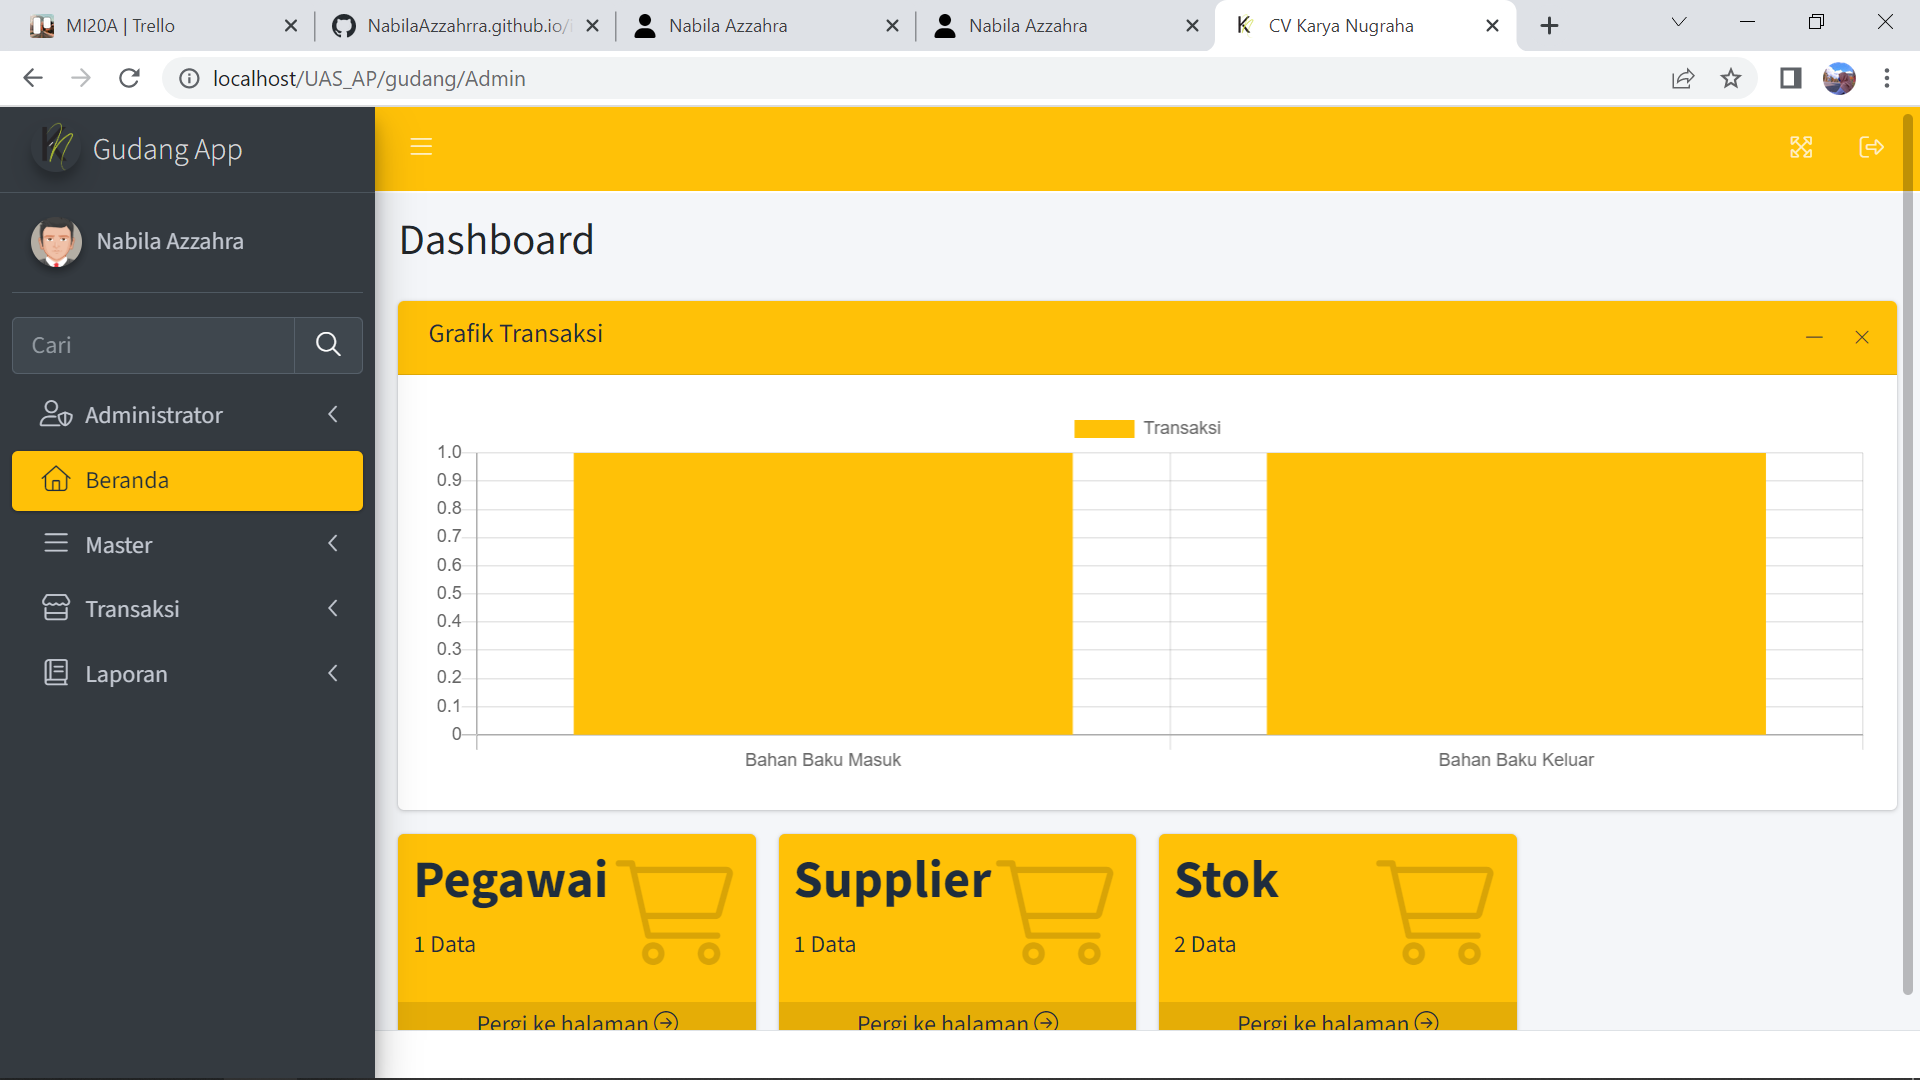 MI20A | Trello
NabilaAzzahrra.github.io/
Nabila Azzahra
Nabila Azzahra
CV Karya Nugraha
localhost/UAS_AP/gudang/Admin
Gudang App
Nabila Azzahra
Cari
Administrator
Beranda
Master
Transaksi
Laporan
Dashboard
Grafik Transaksi
Transaksi
1.0
0.9
0.8
0.7
0.6
0.5
0.4
0.3
0.2
0.1
0
Bahan Baku Masuk
Bahan Baku Keluar
Pegawai
1 Data
Pergi ke halaman
Supplier
1 Data
Pergi ke halaman
Stok
2 Data
Pergi ke halaman